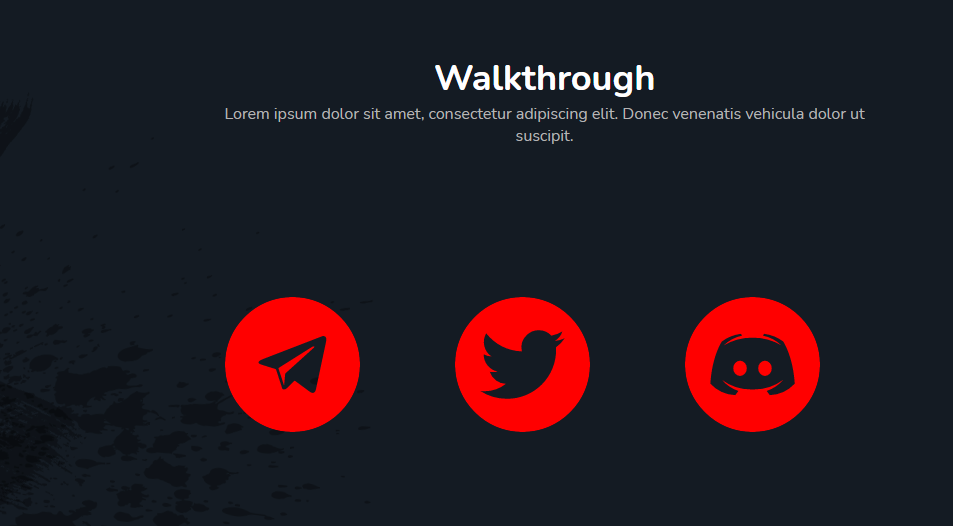 Walkthrough
Lorem ipsum dolor sit amet, consectetur adipiscing elit. Donec venenatis vehicula dolor ut
suscipit.